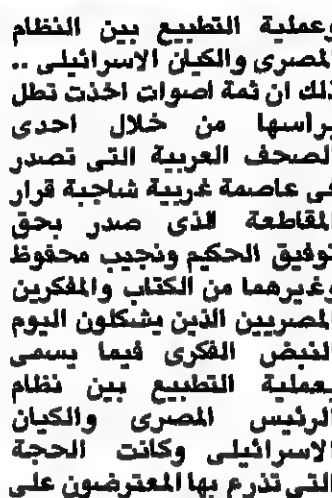 وعملية التطبيع بين النظام
المصرى والكيان الاسرائيلى ..
ذلك ان ثمة اصوات اخذت تطل
براسها من خلال احدى
الصحف العربية التى تصدر
فى عاصمة غربية شاجبة قرار
المقاطعة الذى صدر بحق
توفيق الحكيم ونجيب محفوظ
وغيرهما من الكتاب والمفكرين
المصريين الذين يشكلون اليوم
النبض الفكرى فيما يسمى
بعملية التطبيع بين نظام
الرئيس المصرى والكيان
الاسرائيلى وكانت الحجة
التى تذرع بها المعترضون على